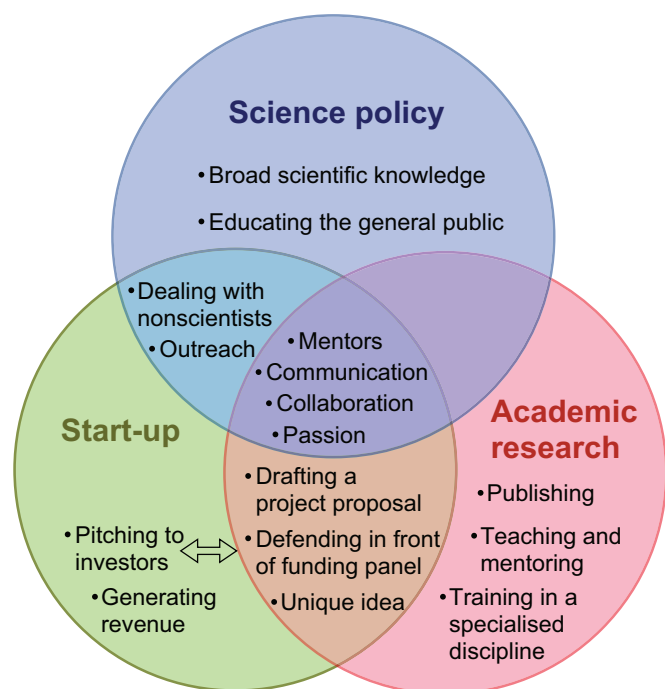 Science policy
• Broad scientific knowledge
• Educating the general public
• Dealing with
nonscientists
• Outreach
• Mentors
• Communication
• Collaboration
• Passion
Start-up
• Pitching to
investors
• Generating
revenue
• Drafting a
project proposal
• Defending in front
of funding panel
• Unique idea
Academic
research
• Publishing
• Teaching and
mentoring
• Training in a
specialised
discipline